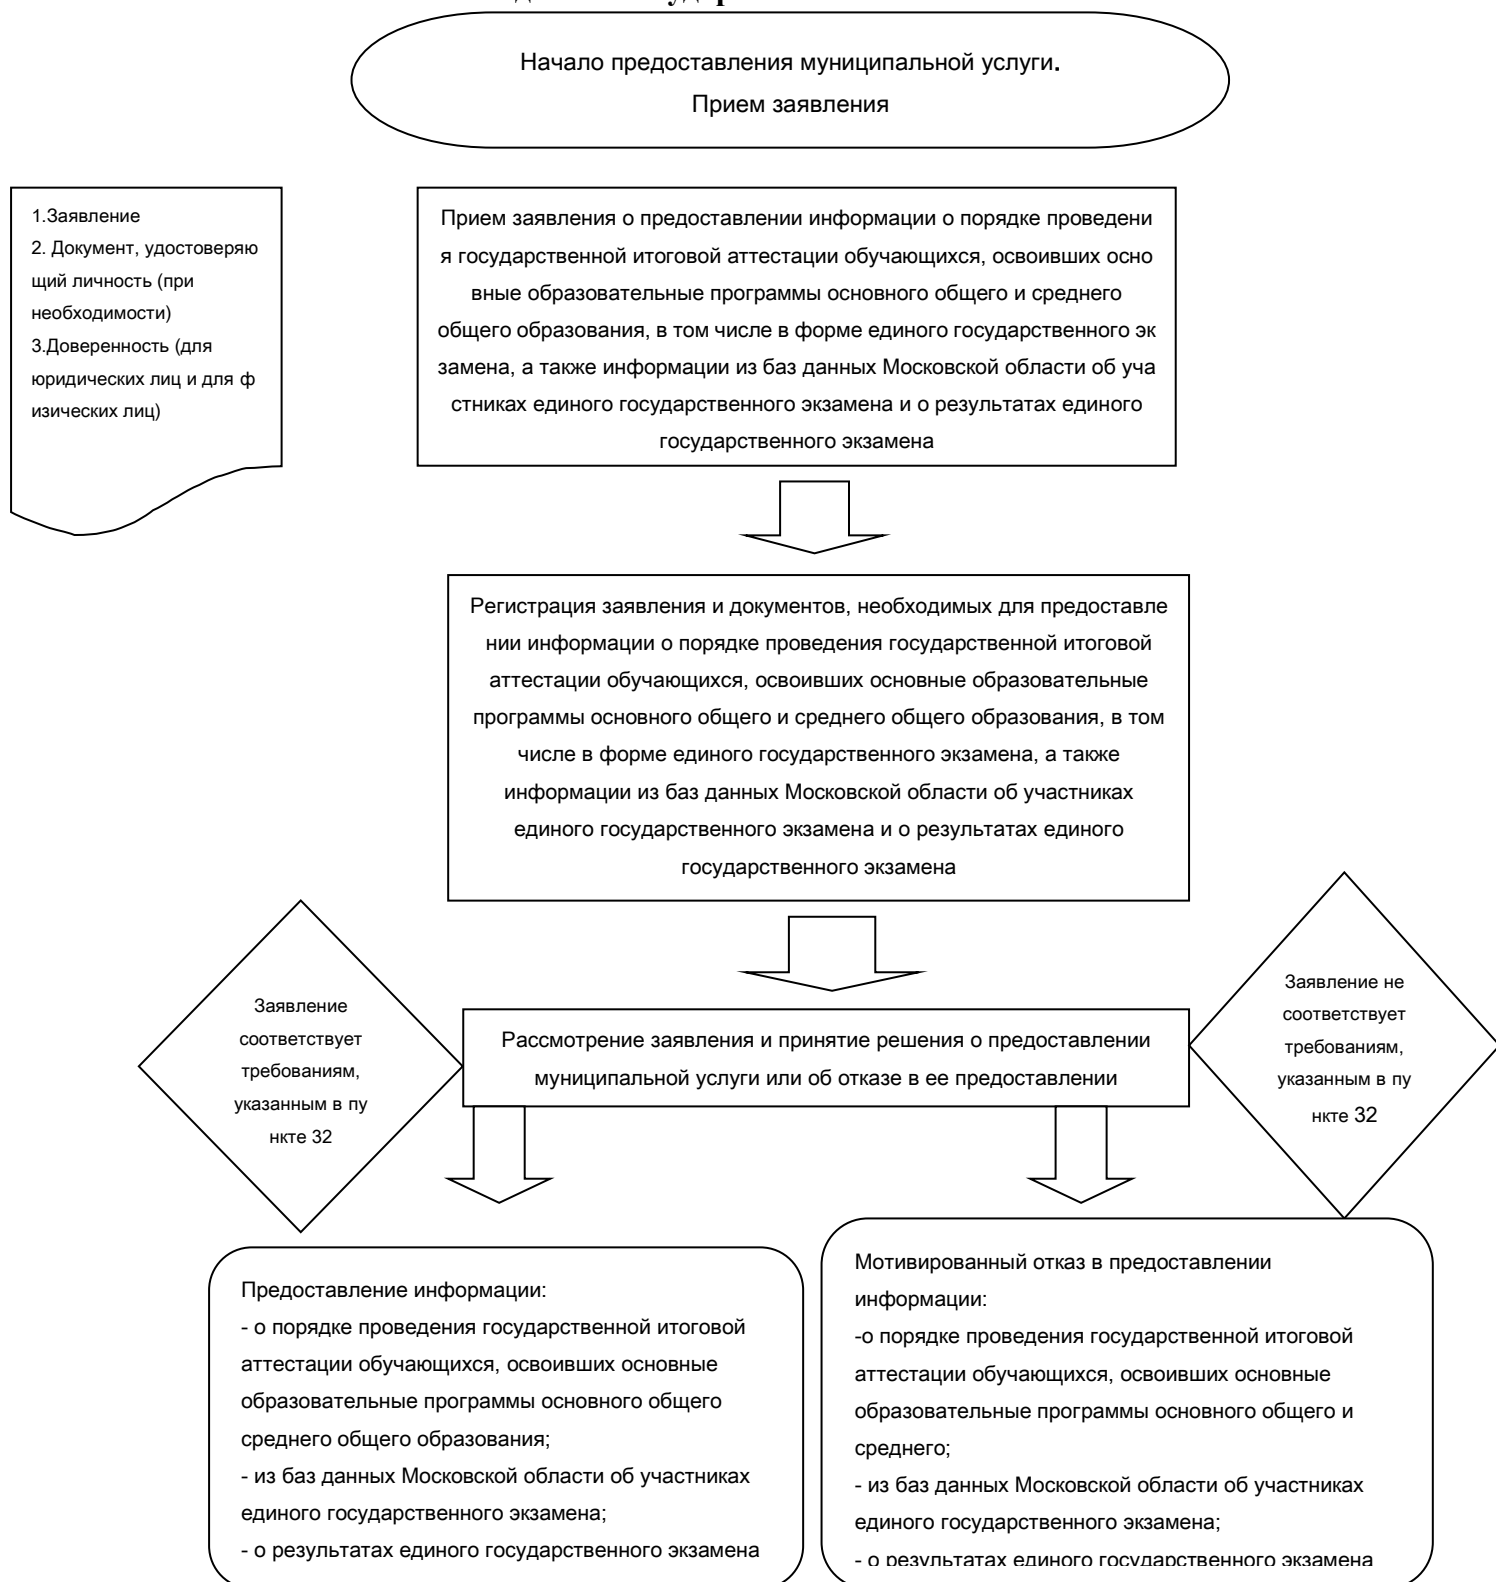 Начало предоставления муниципальной услуги.
Прием заявления
1.Заявление
2. Документ, удостоверяю
щий личность (при
необходимости)
3.Доверенность (для
юридических лиц и для ф
изических лиц)
Прием заявления о предоставлении информации о порядке проведени
я государственной итоговой аттестации обучающихся, освоивших осно
вные образовательные программы основного общего и среднего
общего образования, в том числе в форме единого государственного эк
замена, а также информации из баз данных Московской области об уча
стниках единого государственного экзамена и о результатах единого
государственного экзамена
Регистрация заявления и документов, необходимых для предоставле
нии информации о порядке проведения государственной итоговой
аттестации обучающихся, освоивших основные образовательные
программы основного общего и среднего общего образования, в том
числе в форме единого государственного экзамена, а также
информации из баз данных Московской области об участниках
единого государственного экзамена и о результатах единого
государственного экзамена
Заявление
соответствует
требованиям,
указанным в пу
нкте 32
Рассмотрение заявления и принятие решения о предоставлении
муниципальной услуги или об отказе в ее предоставлении
Заявление не
соответствует
требованиям,
указанным в пу
нкте 32
Предоставление информации:
- о порядке проведения государственной итоговой
аттестации обучающихся, освоивших основные
образовательные программы основного общего
среднего общего образования;
- из баз данных Московской области об участниках
единого государственного экзамена;
- о результатах единого государственного экзамена
Мотивированный отказ в предоставлении
информации:
-о порядке проведения государственной итоговой
аттестации обучающихся, освоивших основные
образовательные программы основного общего и
среднего;
- из баз данных Московской области об участниках
единого государственного экзамена;
- о результатах единого государственного экзамена